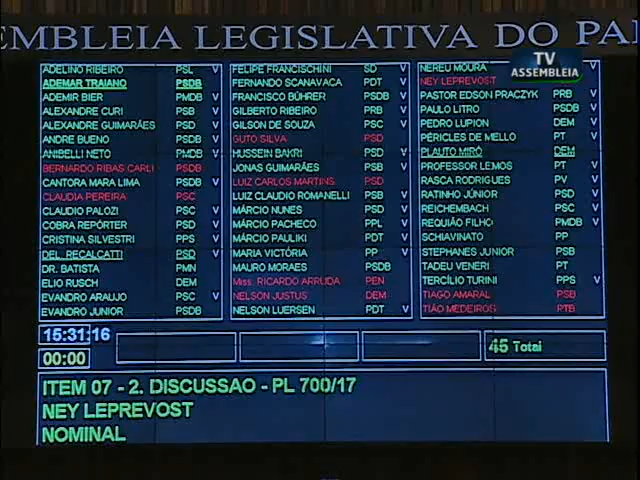 EMBLEIA LEGISLATIVA DO PA
TV
ASSEMBLEIA
ADELINO RIBEIRO PSL V
ADEMAR TRAIANO PSDB
ADEMIR BIER PMDB V
ALEXANDRE CURI PSB V
ALEXANDRE GUIMARÃES PSD V
ANDRE BUENO PSDB V
ANIBELLI NETO PMDB V
BERNARDO RIBAS CARLI PSDB
CANTORA MARA LIMA PSDB V
CLAUDIA PEREIRA PSC
CLAUDIO PALOZI PSC V
COBRA REPÓRTER PSD V
CRISTINA SILVESTRI PPS V
DEL. RECALCATTI PSD V
DR. BATISTA PMN
ELIO RUSCH DEM
EVANDRO ARAUJO PSC V
EVANDRO JUNIOR PSDB
FELIPE FRANCISCHINI SD V
FERNANDO SCANAVACA PDT V
FRANCISCO BÜHRER PSDB V
GILBERTO RIBEIRO PRB V
GILSON DE SOUZA PSC V
GUTO SILVA PSD
HUSSEIN BAKRI PSD V
JONAS GUIMARÃES PSB V
LUIZ CARLOS MARTINS PSD
LUIZ CLAUDIO ROMANELLI PSB V
MÁRCIO NUNES PSD V
MÁRCIO PACHECO PPL V
MÁRCIO PAULIKI PDT V
MARIA VICTÓRIA PP V
MAURO MORAES PSDB
Miss. RICARDO ARRUDA PEN
NELSON JUSTUS DEM
NELSON LUERSEN PDT V
NEREU MOURA V
NEY LEPREVOST
PASTOR EDSON PRACZYK PRB V
PAULO LITRO PSDB V
PEDRO LUPION DEM V
PÉRICLES DE MELLO PT V
PLAUTO MIRÓ DEM
PROFESSOR LEMOS PT V
RASCA RODRIGUES PV V
RATINHO JÚNIOR PSD V
REICHEMBACH PSC V
REQUIÃO FILHO PMDB V
SCHIAVINATO PP
STEPHANES JUNIOR PSB
TADEU VENERI PT
TERCÍLIO TURINI PPS V
TIAGO AMARAL PSB
TIÃO MEDEIROS PTB
15:31:16
00:00
45 Total
ITEM 07 - 2. DISCUSSAO - PL 700/17
NEY LEPREVOST
NOMINAL